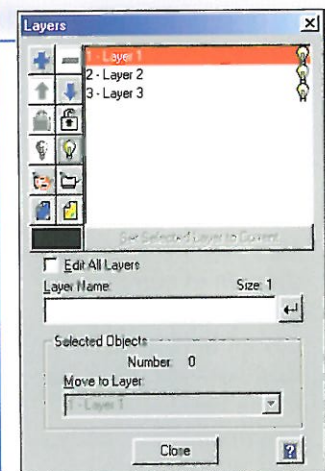 Layers
1 - Layer 1
2 - Layer 2
3 - Layer 3
Set Selected Layer to Current
Edit All Layers
Layer Name: Size: 1
Selected Objects
Number: 0
Move to Layer:
1 - Layer 1
Close